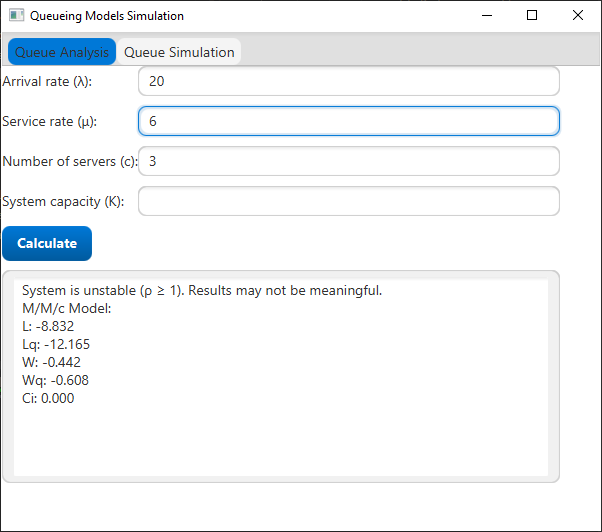 Queueing Models Simulation
Queue Analysis Queue Simulation
Arrival rate (λ): 20
Service rate (μ): 6
Number of servers (c): 3
System capacity (K):
Calculate
System is unstable (ρ ≥ 1). Results may not be meaningful.
M/M/c Model:
L: -8.832
Lq: -12.165
W: -0.442
Wq: -0.608
Ci: 0.000